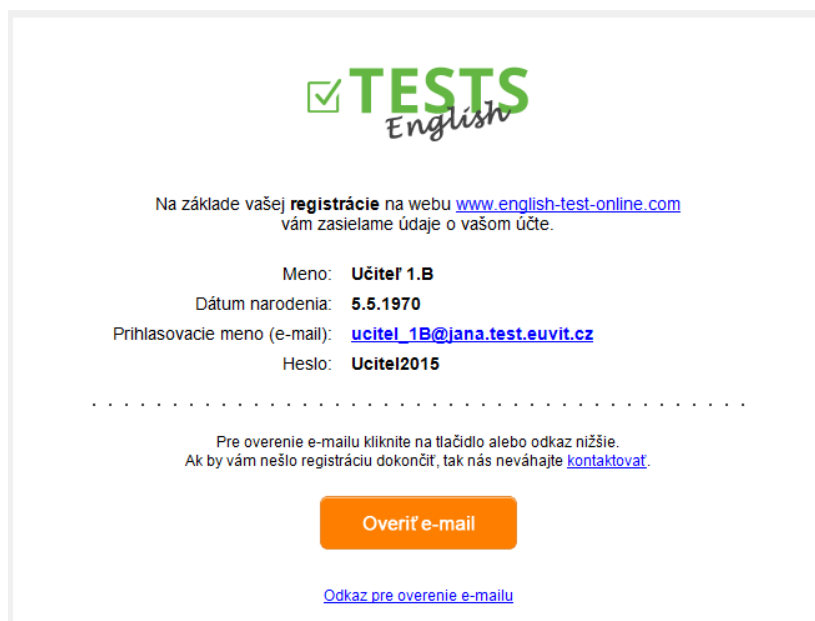 TESTS
English
Na základe vašej registrácie na webu www.english-test-online.com
vám zasielame údaje o vašom účte.
Meno: Učiteľ 1.B
Dátum narodenia: 5.5.1970
Prihlasovacie meno (e-mail): ucitel_1B@jana.test.euvit.cz
Heslo: Ucitel2015
Pre overenie e-mailu kliknite na tlačidlo alebo odkaz nižšie.
Ak by vám nešlo registráciu dokončiť, tak nás neváhajte kontaktovať.
Overiť e-mail
Odkaz pre overenie e-mailu